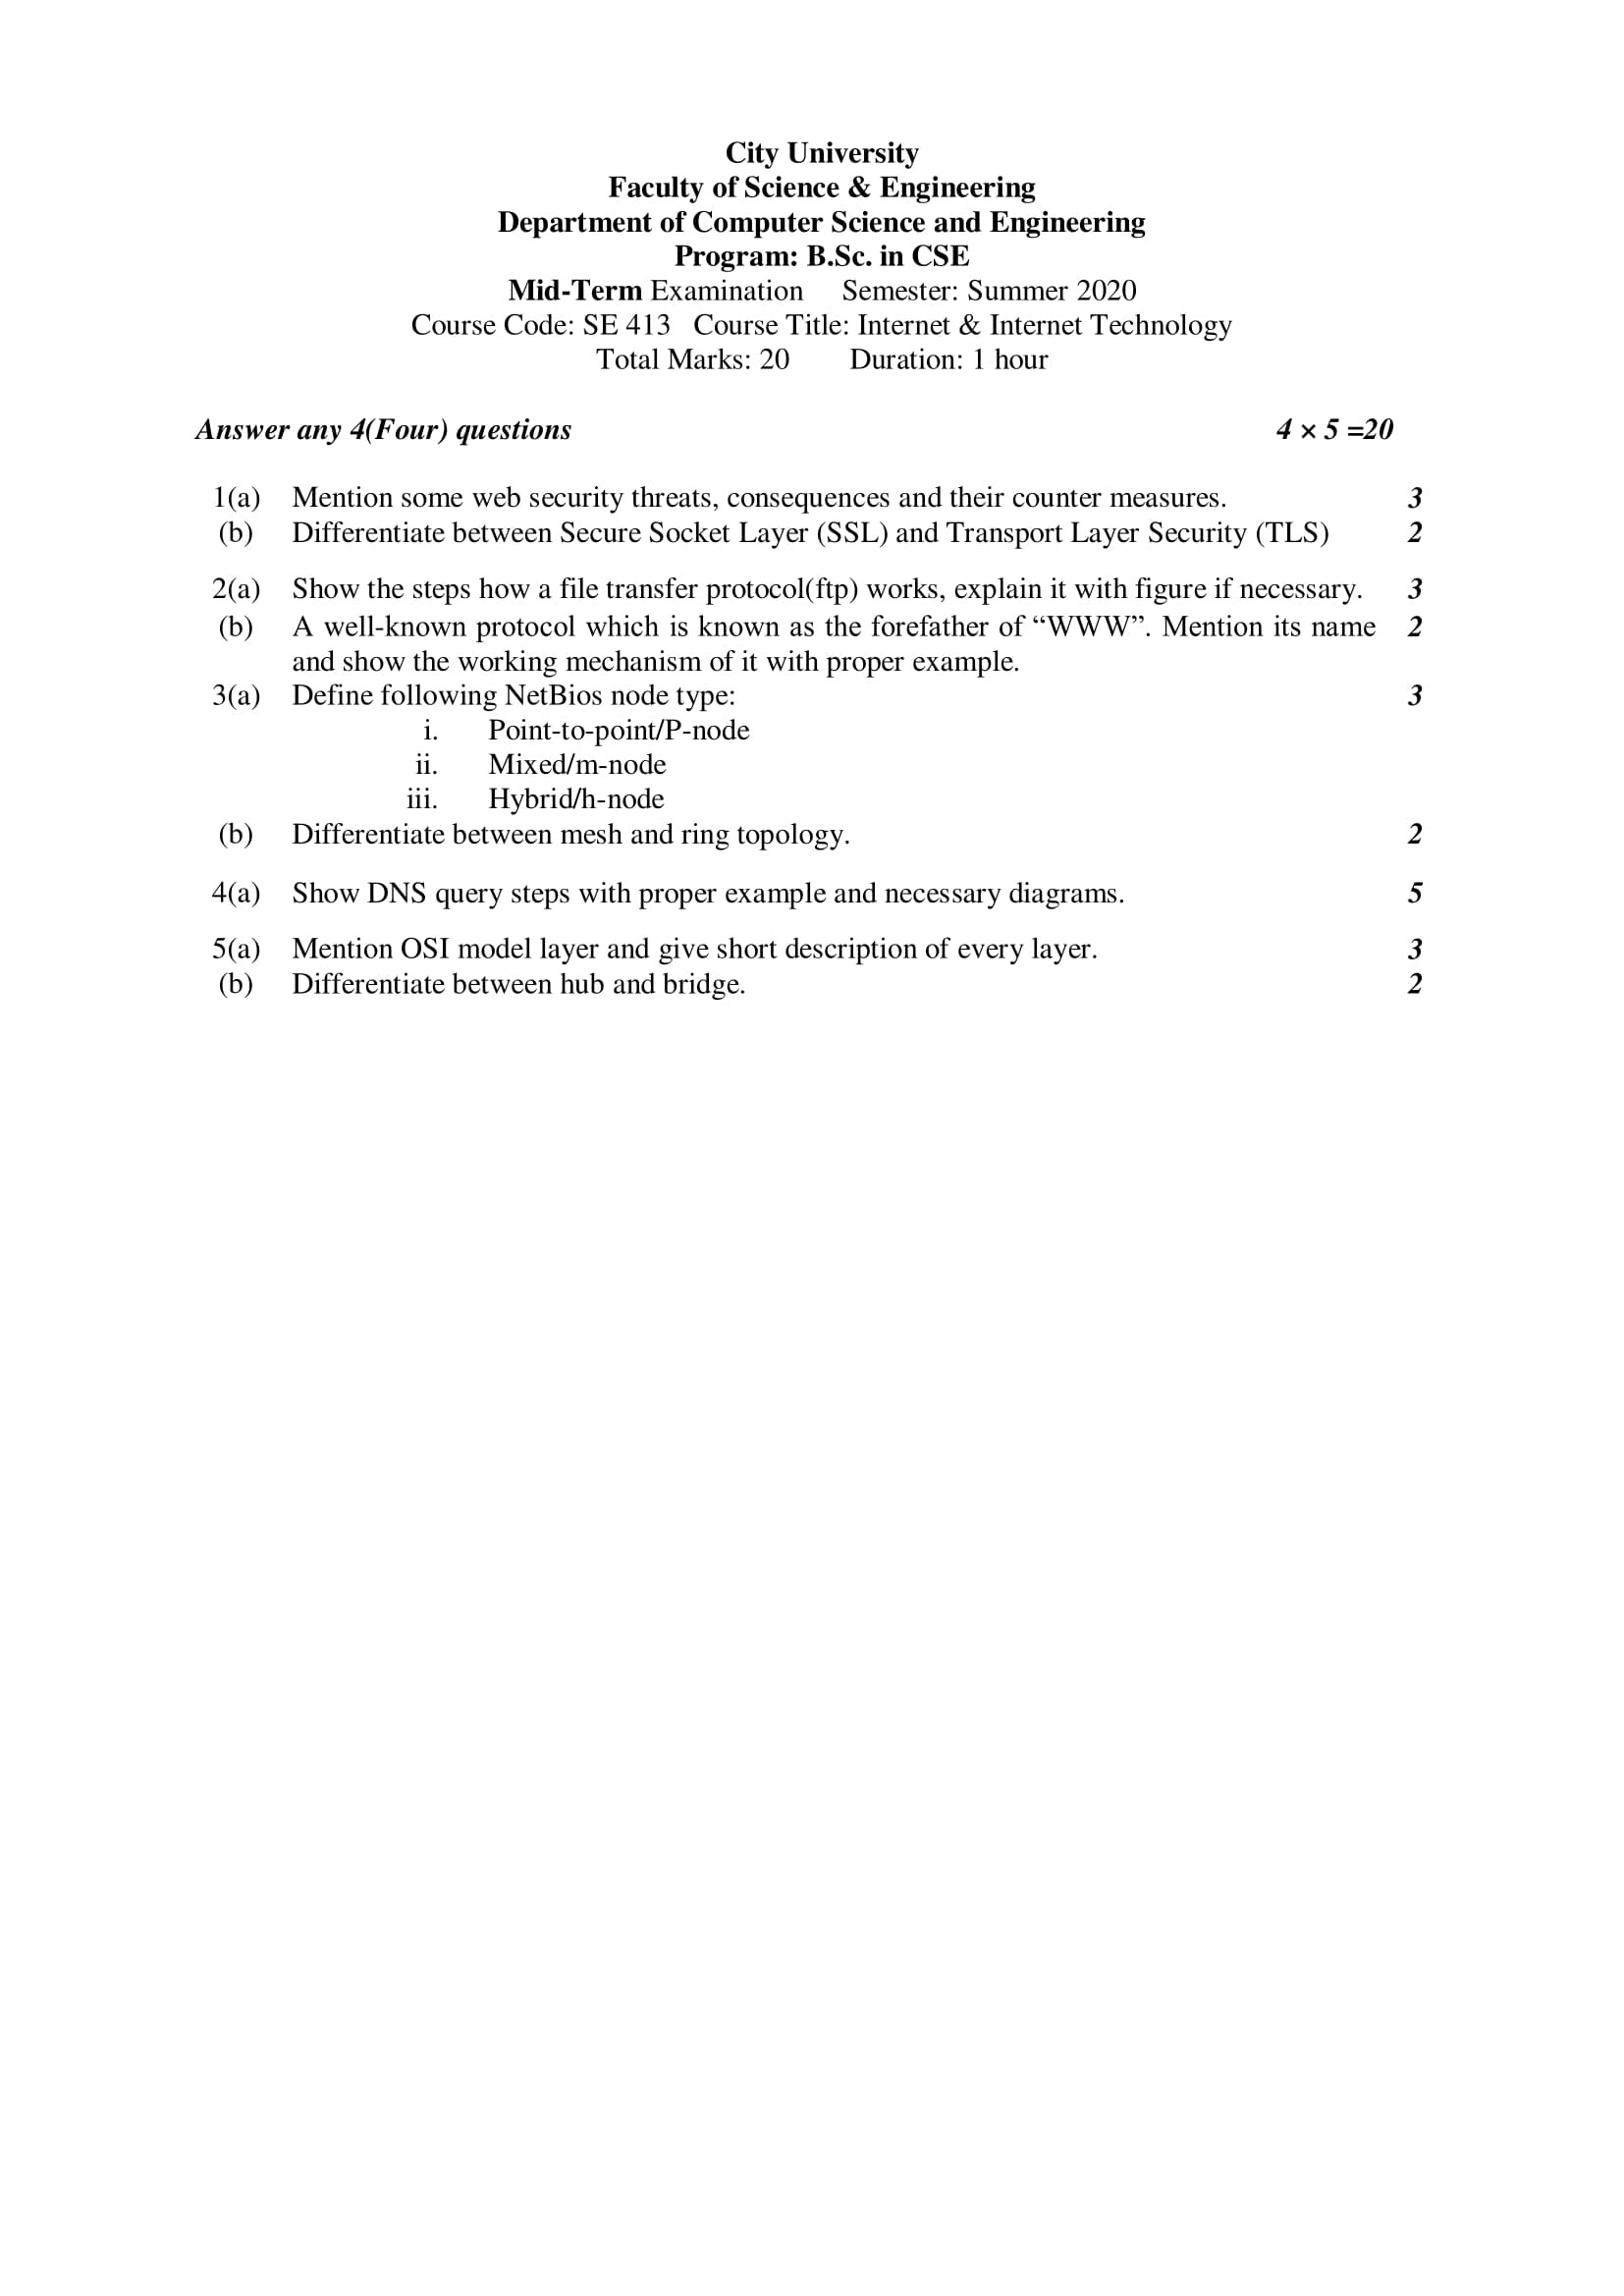 City University
Faculty of Science & Engineering
Department of Computer Science and Engineering
Program: B.Sc. in CSE
Mid-Term Examination Semester: Summer 2020
Course Code: SE 413 Course Title: Internet & Internet Technology
Total Marks: 20 Duration: 1 hour
Answer any 4(Four) questions 4 × 5 =20
1(a) Mention some web security threats, consequences and their counter measures. 3
(b) Differentiate between Secure Socket Layer (SSL) and Transport Layer Security (TLS) 2
2(a) Show the steps how a file transfer protocol(ftp) works, explain it with figure if necessary. 3
(b) A well-known protocol which is known as the forefather of “WWW”. Mention its name 2
and show the working mechanism of it with proper example.
3(a) Define following NetBios node type: 3
i. Point-to-point/P-node
ii. Mixed/m-node
iii. Hybrid/h-node
(b) Differentiate between mesh and ring topology. 2
4(a) Show DNS query steps with proper example and necessary diagrams. 5
5(a) Mention OSI model layer and give short description of every layer. 3
(b) Differentiate between hub and bridge. 2